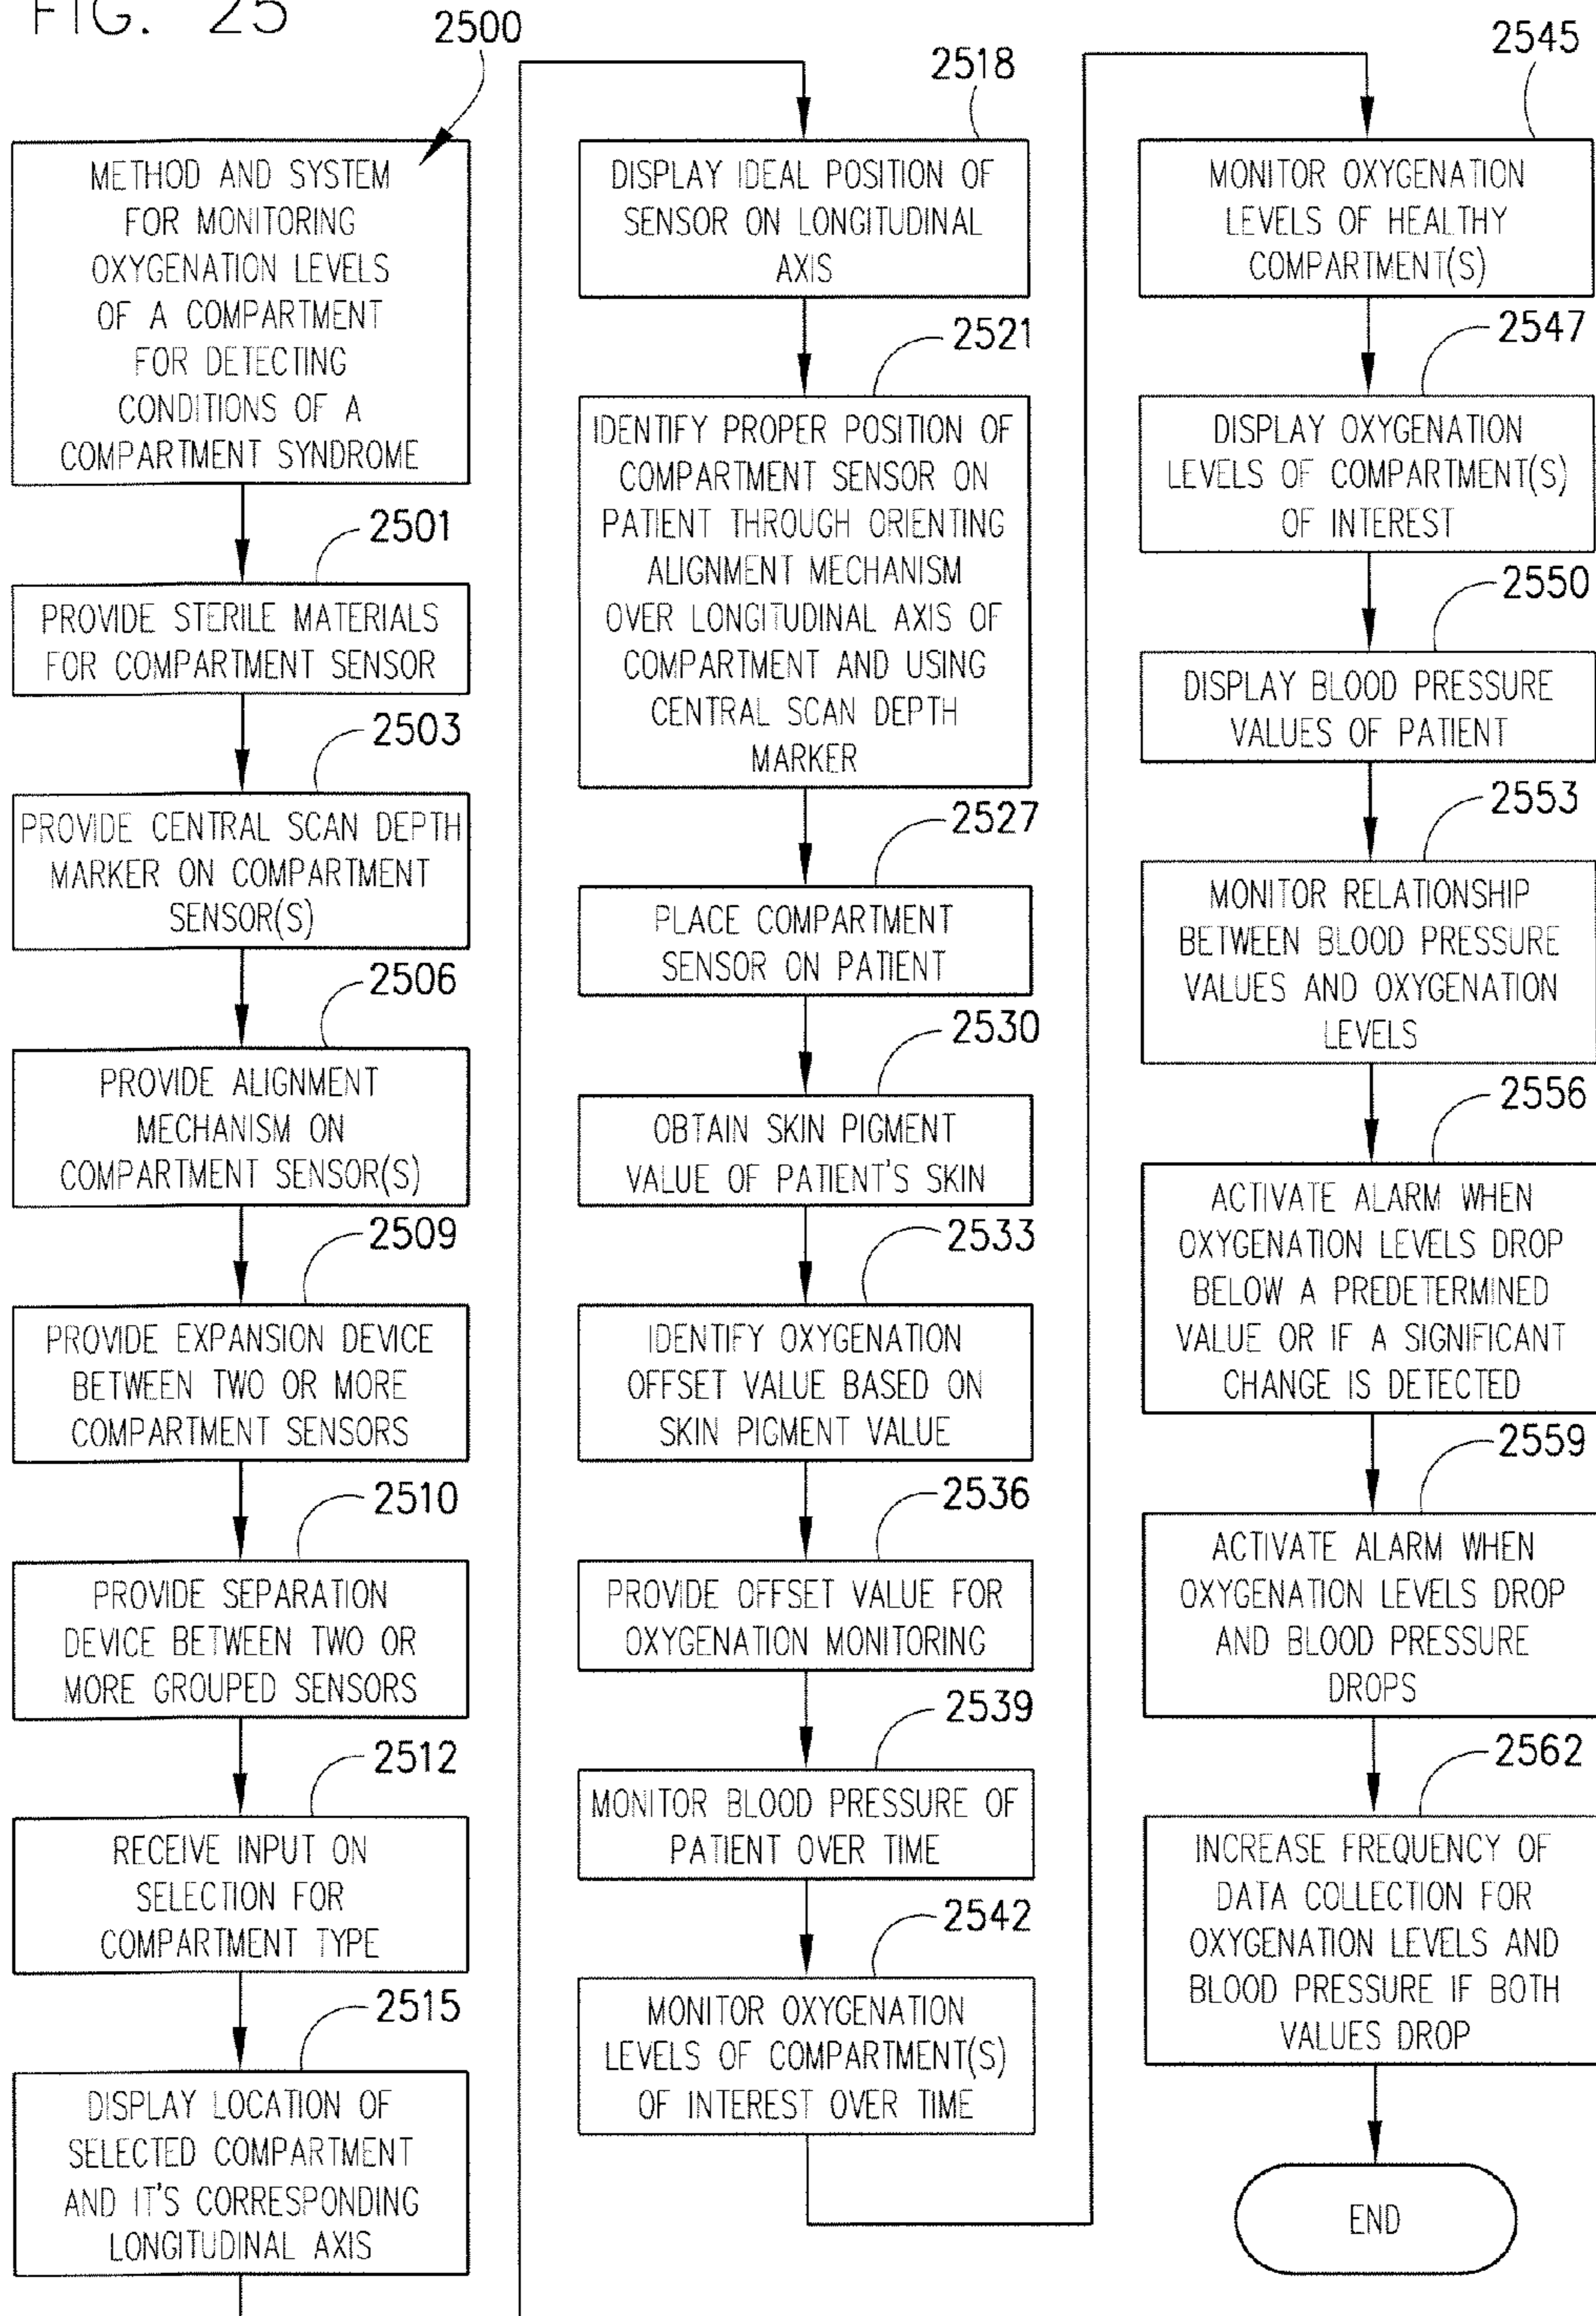 FIG. 25
2500
METHOD AND SYSTEM
FOR MONITORING
OXYGENATION LEVELS
OF A COMPARTMENT
FOR DETECTING
CONDITIONS OF A
COMPARTMENT SYNDROME
2501
PROVIDE STERILE MATERIALS
FOR COMPARTMENT SENSOR
2503
PROVIDE CENTRAL SCAN DEPTH
MARKER ON COMPARTMENT
SENSOR(S)
2506
PROVIDE ALIGNMENT
MECHANISM ON
COMPARTMENT SENSOR(S)
2509
PROVIDE EXPANSION DEVICE
BETWEEN TWO OR MORE
COMPARTMENT SENSORS
2510
PROVIDE SEPARATION
DEVICE BETWEEN TWO OR
MORE GROUPED SENSORS
2512
RECEIVE INPUT ON
SELECTION FOR
COMPARTMENT TYPE
2515
DISPLAY LOCATION OF
SELECTED COMPARTMENT
AND IT'S CORRESPONDING
LONGITUDINAL AXIS
2518
DISPLAY IDEAL POSITION OF
SENSOR ON LONGITUDINAL
AXIS
2521
IDENTIFY PROPER POSITION OF
COMPARTMENT SENSOR ON
PATIENT THROUGH ORIENTING
ALIGNMENT MECHANISM
OVER LONGITUDINAL AXIS OF
COMPARTMENT AND USING
CENTRAL SCAN DEPTH
MARKER
2527
PLACE COMPARTMENT
SENSOR ON PATIENT
2530
OBTAIN SKIN PIGMENT
VALUE OF PATIENT'S SKIN
2533
IDENTIFY OXYGENATION
OFFSET VALUE BASED ON
SKIN PIGMENT VALUE
2536
PROVIDE OFFSET VALUE FOR
OXYGENATION MONITORING
2539
MONITOR BLOOD PRESSURE OF
PATIENT OVER TIME
2542
MONITOR OXYGENATION
LEVELS OF COMPARTMENT(S)
OF INTEREST OVER TIME
2545
MONITOR OXYGENATION
LEVELS OF HEALTHY
COMPARTMENT(S)
2547
DISPLAY OXYGENATION
LEVELS OF COMPARTMENT(S)
OF INTEREST
2550
DISPLAY BLOOD PRESSURE
VALUES OF PATIENT
2553
MONITOR RELATIONSHIP
BETWEEN BLOOD PRESSURE
VALUES AND OXYGENATION
LEVELS
2556
ACTIVATE ALARM WHEN
OXYGENATION LEVELS DROP
BELOW A PREDETERMINED
VALUE OR IF A SIGNIFICANT
CHANGE IS DETECTED
2559
ACTIVATE ALARM WHEN
OXYGENATION LEVELS DROP
AND BLOOD PRESSURE
DROPS
2562
INCREASE FREQUENCY OF
DATA COLLECTION FOR
OXYGENATION LEVELS AND
BLOOD PRESSURE IF BOTH
VALUES DROP
END